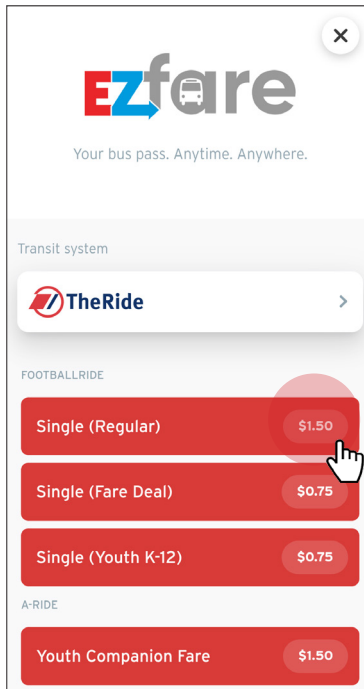 EZfare
Your bus pass. Anytime. Anywhere.
Transit system
TheRide
FOOTBALLRIDE
Single (Regular) $1.50
Single (Fare Deal) $0.75
Single (Youth K-12) $0.75
A-RIDE
Youth Companion Fare $1.50